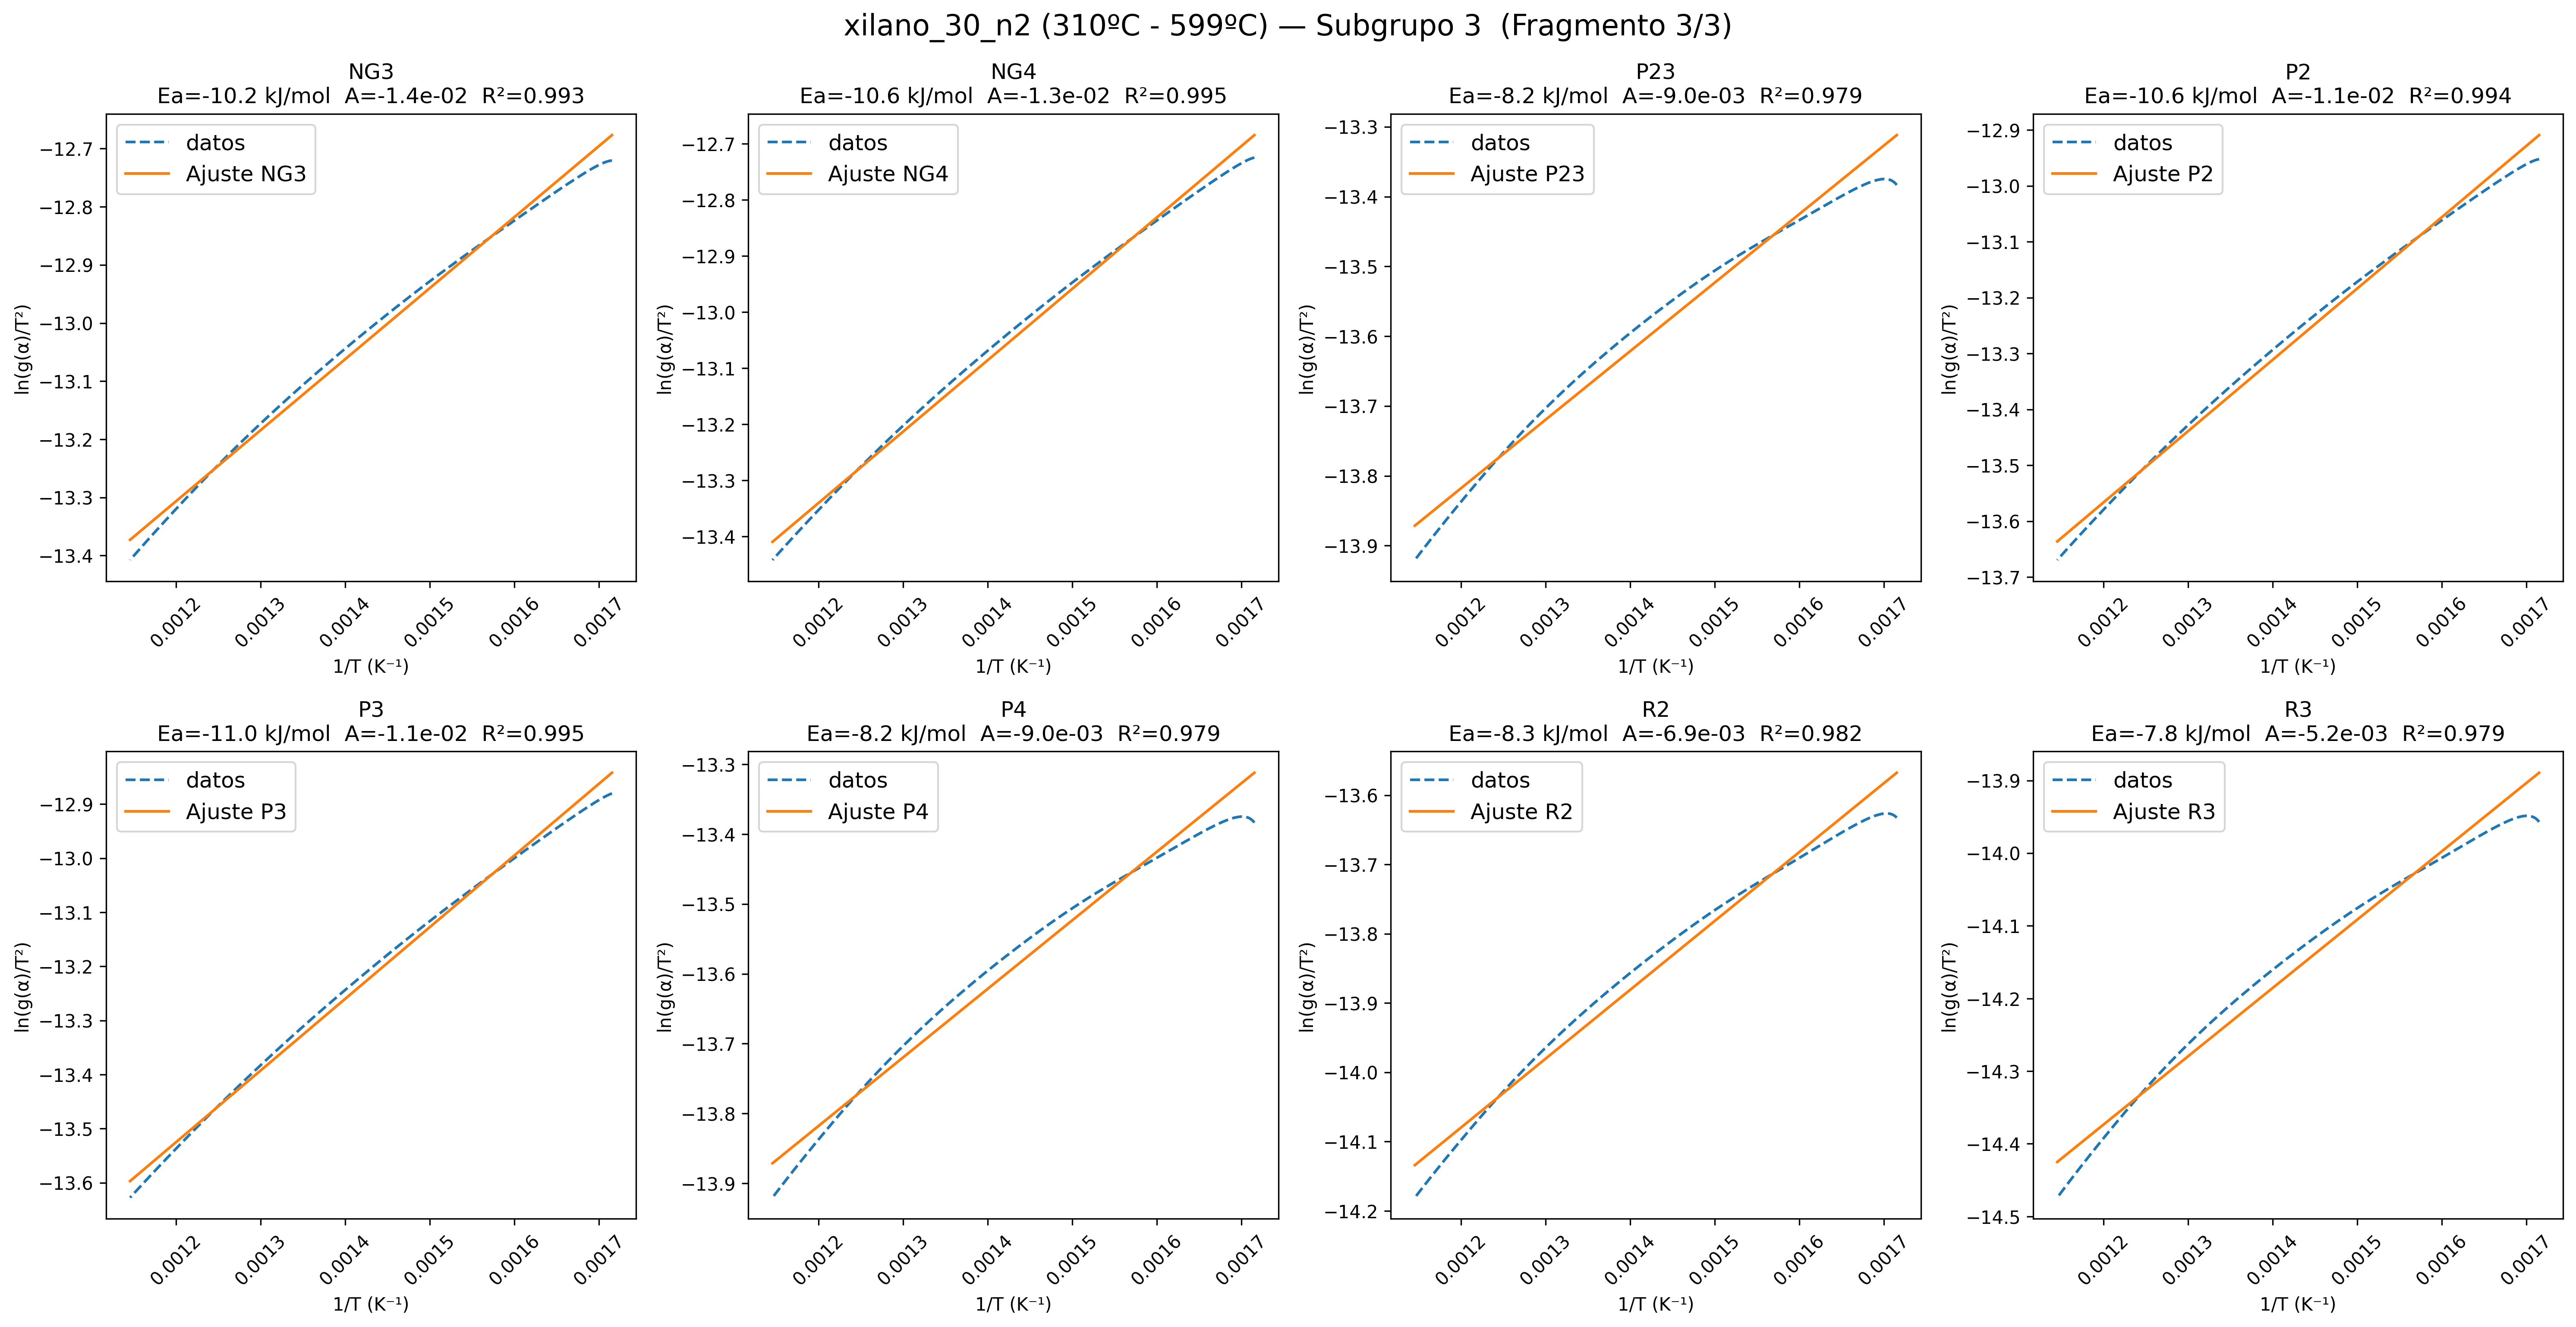 xilano_30_n2 (310ºC - 599ºC) — Subgrupo 3  (Fragmento 3/3)
NG3
Ea=-10.2 kJ/mol  A=-1.4e-02  R²=0.993
datos
Ajuste NG3
ln(g(α)/T²)
−12.7
−12.8
−12.9
−13.0
−13.1
−13.2
−13.3
−13.4
0.0012
0.0013
0.0014
0.0015
0.0016
0.0017
1/T (K⁻¹)
NG4
Ea=-10.6 kJ/mol  A=-1.3e-02  R²=0.995
datos
Ajuste NG4
ln(g(α)/T²)
−12.7
−12.8
−12.9
−13.0
−13.1
−13.2
−13.3
−13.4
0.0012
0.0013
0.0014
0.0015
0.0016
0.0017
1/T (K⁻¹)
P23
Ea=-8.2 kJ/mol  A=-9.0e-03  R²=0.979
datos
Ajuste P23
ln(g(α)/T²)
−13.3
−13.4
−13.5
−13.6
−13.7
−13.8
−13.9
0.0012
0.0013
0.0014
0.0015
0.0016
0.0017
1/T (K⁻¹)
P2
Ea=-10.6 kJ/mol  A=-1.1e-02  R²=0.994
datos
Ajuste P2
ln(g(α)/T²)
−12.9
−13.0
−13.1
−13.2
−13.3
−13.4
−13.5
−13.6
−13.7
0.0012
0.0013
0.0014
0.0015
0.0016
0.0017
1/T (K⁻¹)
P3
Ea=-11.0 kJ/mol  A=-1.1e-02  R²=0.995
datos
Ajuste P3
ln(g(α)/T²)
−12.9
−13.0
−13.1
−13.2
−13.3
−13.4
−13.5
−13.6
0.0012
0.0013
0.0014
0.0015
0.0016
0.0017
1/T (K⁻¹)
P4
Ea=-8.2 kJ/mol  A=-9.0e-03  R²=0.979
datos
Ajuste P4
ln(g(α)/T²)
−13.3
−13.4
−13.5
−13.6
−13.7
−13.8
−13.9
0.0012
0.0013
0.0014
0.0015
0.0016
0.0017
1/T (K⁻¹)
R2
Ea=-8.3 kJ/mol  A=-6.9e-03  R²=0.982
datos
Ajuste R2
ln(g(α)/T²)
−13.6
−13.7
−13.8
−13.9
−14.0
−14.1
−14.2
0.0012
0.0013
0.0014
0.0015
0.0016
0.0017
1/T (K⁻¹)
R3
Ea=-7.8 kJ/mol  A=-5.2e-03  R²=0.979
datos
Ajuste R3
ln(g(α)/T²)
−13.9
−14.0
−14.1
−14.2
−14.3
−14.4
−14.5
0.0012
0.0013
0.0014
0.0015
0.0016
0.0017
1/T (K⁻¹)